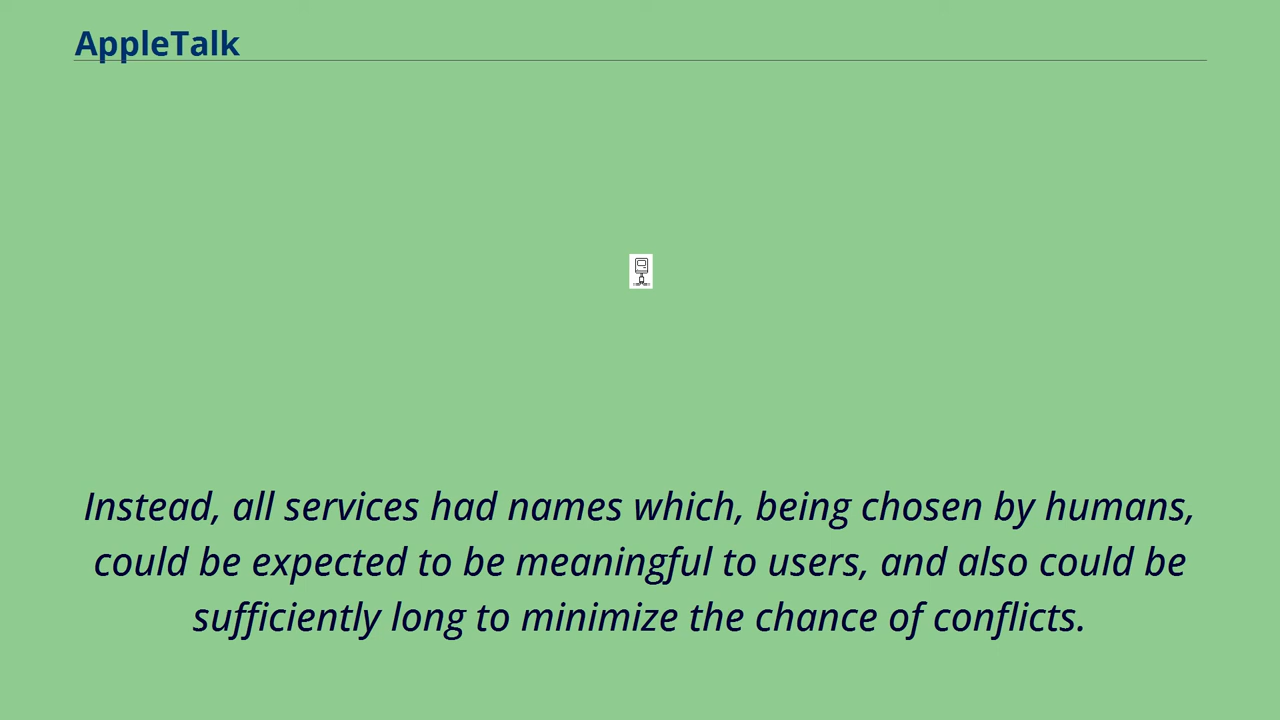 AppleTalk
Instead, all services had names which, being chosen by humans,
could be expected to be meaningful to users, and also could be
sufficiently long to minimize the chance of conflicts.